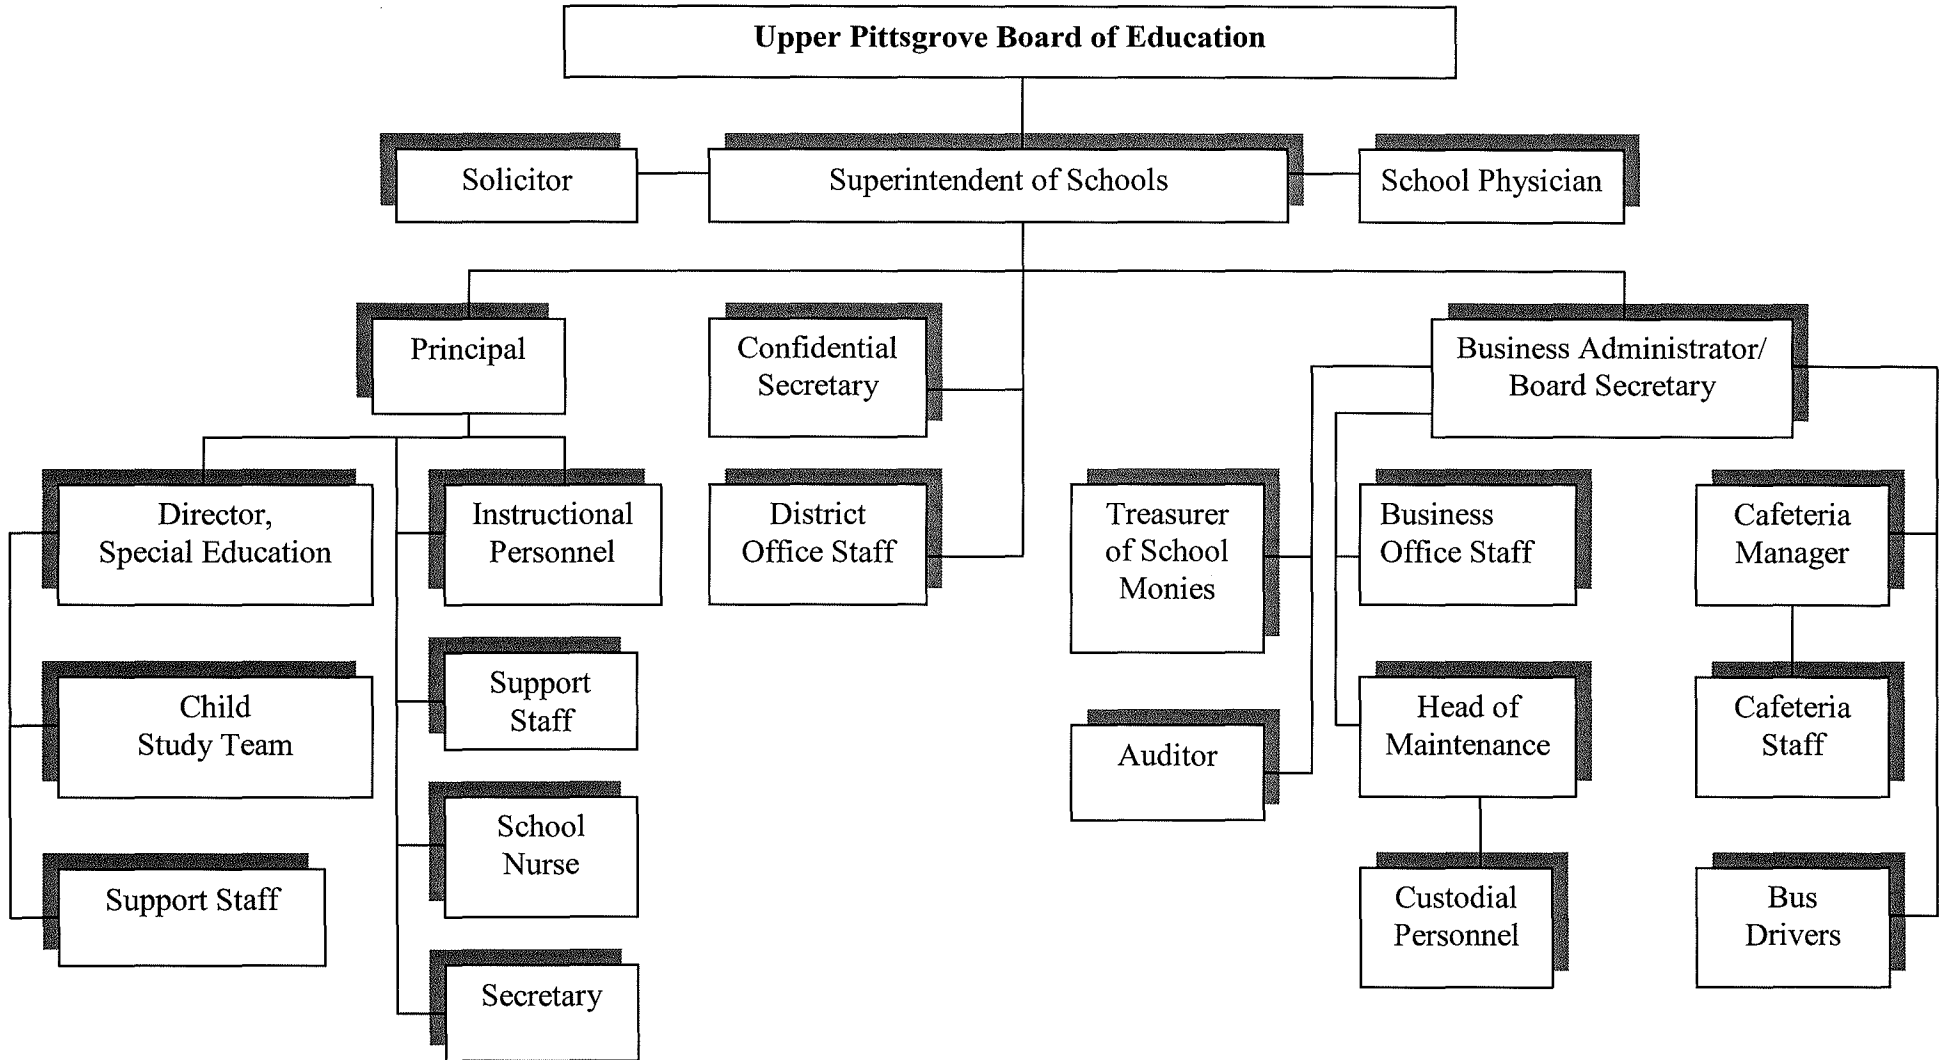 Upper Pittsgrove Board of Education
Solicitor
Superintendent of Schools
School Physician
Principal
Confidential
Secretary
Business Administrator/
Board Secretary
Director,
Special Education
Instructional
Personnel
District
Office Staff
Treasurer
of School
Monies
Business
Office Staff
Cafeteria
Manager
Child
Study Team
Support
Staff
Auditor
Head of
Maintenance
Cafeteria
Staff
School
Nurse
Support Staff
Custodial
Personnel
Bus
Drivers
Secretary